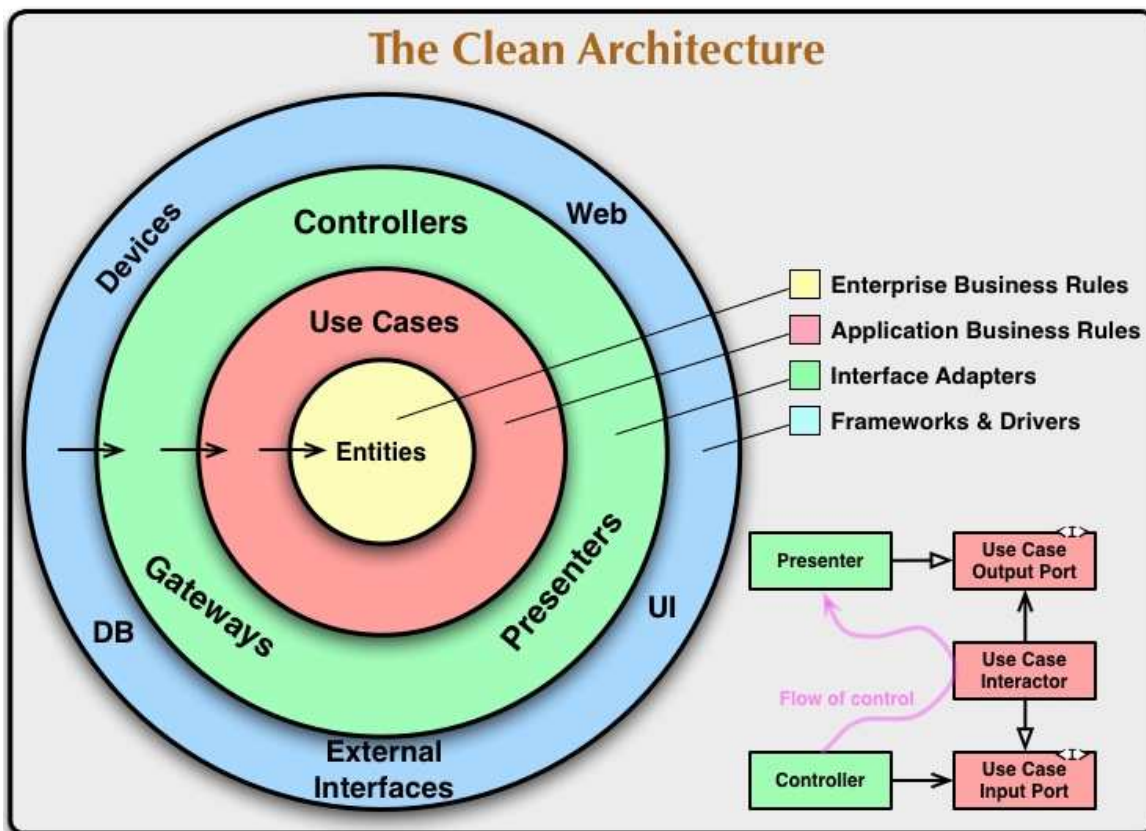 The Clean Architecture
Devices
Web
Controllers
Use Cases
Entities
Gateways
Presenters
DB
UI
External
Interfaces
Enterprise Business Rules
Application Business Rules
Interface Adapters
Frameworks & Drivers
Presenter
<I>
Use Case
Output Port
Use Case
Interactor
Flow of control
Controller
<I>
Use Case
Input Port